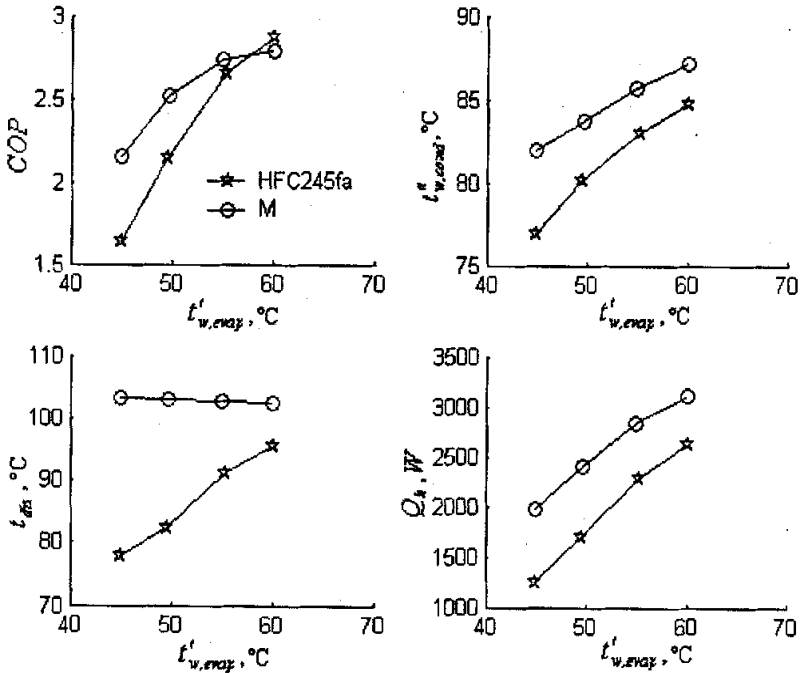 3
2.5
2
1.5
COP
HFC245fa
M
40 50 60 70
t'w,evap, °C
90
85
80
75
t"w,cond, °C
40 50 60 70
t'w,evap, °C
110
100
90
80
70
tdis, °C
40 50 60 70
t'w,evap, °C
3500
3000
2500
2000
1500
1000
Qh, W
40 50 60 70
t'w,evap, °C